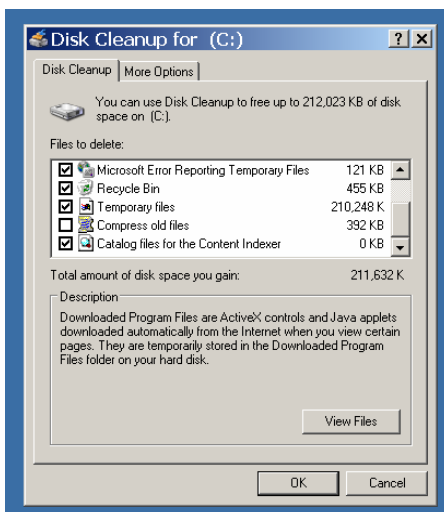 Disk Cleanup for (C:)
Disk Cleanup More Options
You can use Disk Cleanup to free up to 212,023 KB of disk
space on (C:).
Files to delete:
Microsoft Error Reporting Temporary Files 121 KB
Recycle Bin 455 KB
Temporary files 210,248 K
Compress old files 392 KB
Catalog files for the Content Indexer 0 KB
Total amount of disk space you gain: 211,632 K
Description
Downloaded Program Files are ActiveX controls and Java applets
downloaded automatically from the Internet when you view certain
pages. They are temporarily stored in the Downloaded Program
Files folder on your hard disk.
View Files
OK Cancel